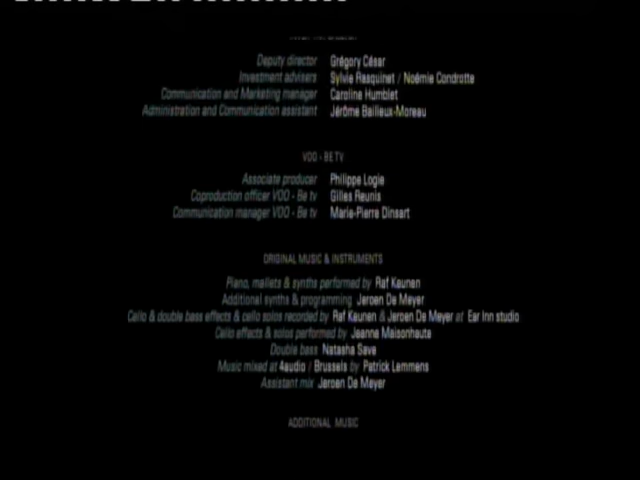 Deputy director Grégory César
Investment advisers Sylvie Rasquinet / Noémie Condrotte
Communication and Marketing manager Caroline Humblet
Administration and Communication assistant Jérôme Bailleux-Moreau
VOO - BE TV
Associate producer Philippe Logie
Coproduction officer VOO - Be tv Gilles Reunis
Communication manager VOO - Be tv Marie-Pierre Dinsart
ORIGINAL MUSIC & INSTRUMENTS
Piano, mallets & synths performed by Raf Keunen
Additional synths & programming Jeroen De Meyer
Cello & double bass effects & cello solos recorded by Raf Keunen & Jeroen De Meyer at Ear Inn studio
Cello effects & solos performed by Jeanne Maisonhaute
Double bass Natasha Save
Music mixed at 4audio / Brussels by Patrick Lemmens
Assistant mix Jeroen De Meyer
ADDITIONAL MUSIC